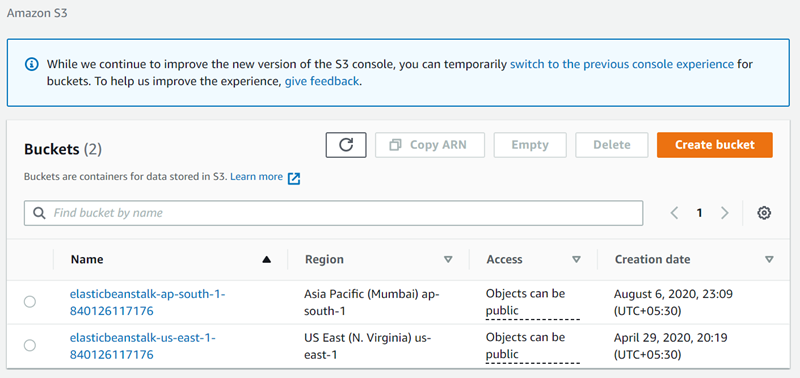 Amazon S3
While we continue to improve the new version of the S3 console, you can temporarily switch to the previous console experience for
buckets. To help us improve the experience, give feedback.
Buckets (2)
Copy ARN
Empty
Delete
Create bucket
Buckets are containers for data stored in S3. Learn more
Find bucket by name
1
Name
Region
Access
Creation date
elasticbeanstalk-ap-south-1-
840126117176
Asia Pacific (Mumbai) ap-
south-1
Objects can be
public
August 6, 2020, 23:09
(UTC+05:30)
elasticbeanstalk-us-east-1-
840126117176
US East (N. Virginia) us-
east-1
Objects can be
public
April 29, 2020, 20:19
(UTC+05:30)